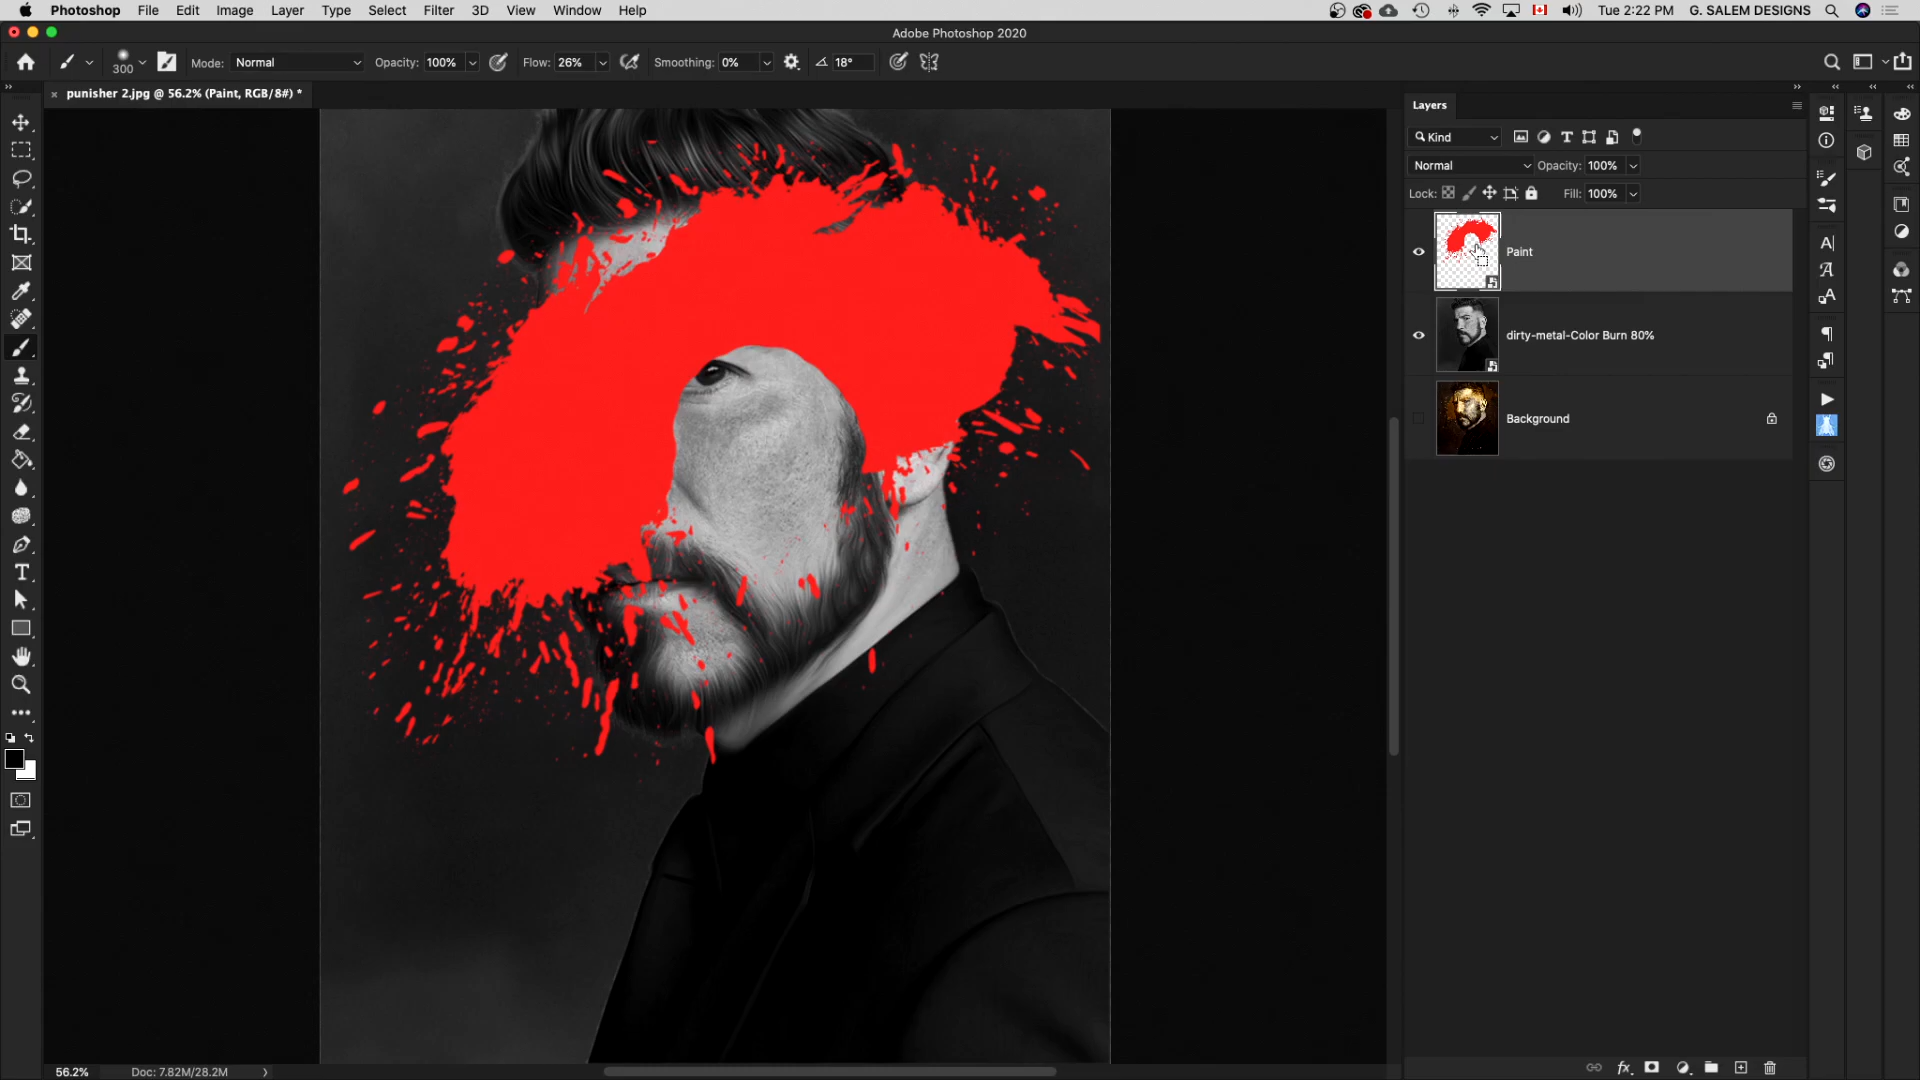 Photoshop File Edit Image Layer Type Select Filter 3D View Window Help Tue 2:22 PM G. SALEM DESIGNS
Adobe Photoshop 2020
300 Mode: Normal Opacity: 100% Flow: 26% Smoothing: 0% 18°
punisher 2.jpg @ 56.2% (Paint, RGB/8#) *
Layers
Kind
Normal Opacity: 100%
Lock: Fill: 100%
Paint
dirty-metal-Color Burn 80%
Background
56.2% Doc: 7.82M/28.2M